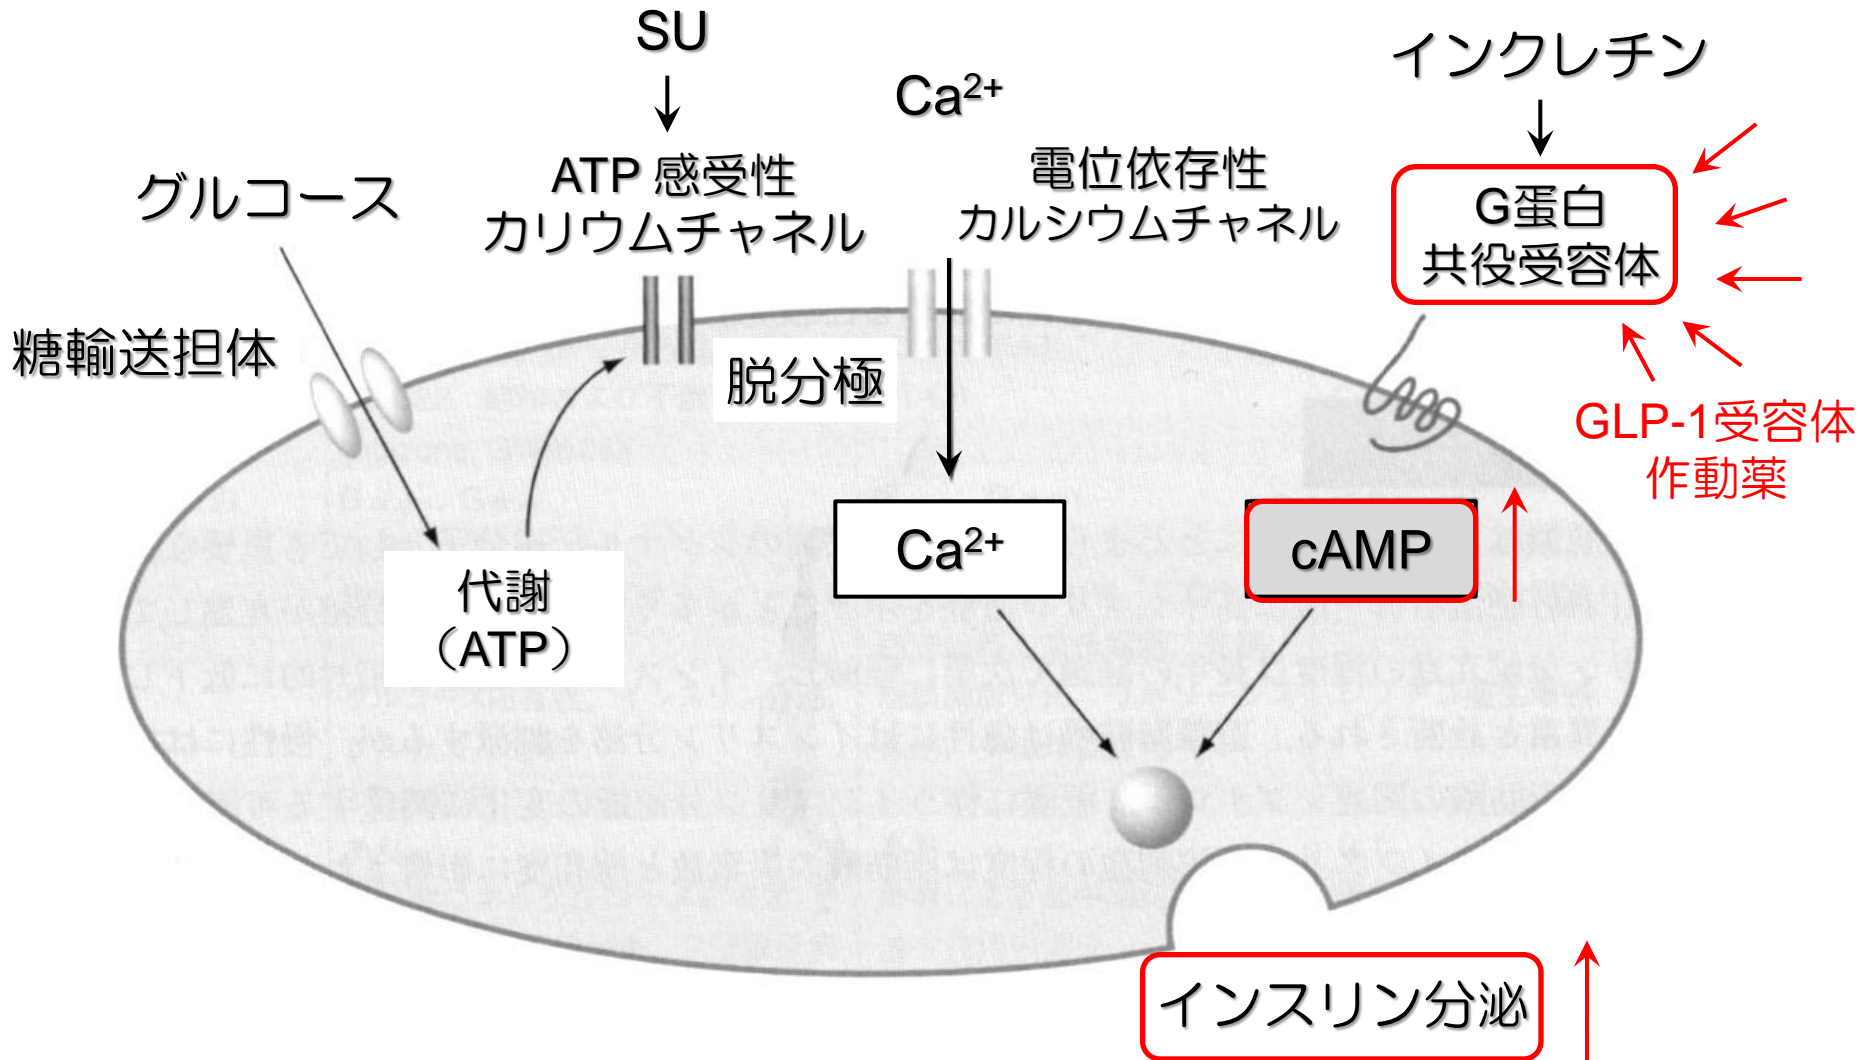 SU
↓
Ca²⁺
インクレチン
グルコース
ATP 感受性
カリウムチャネル
電位依存性
カルシウムチャネル
G蛋白
共役受容体
糖輸送担体
脱分極
GLP-1受容体
作動薬
代謝
（ATP）
Ca²⁺
cAMP
インスリン分泌